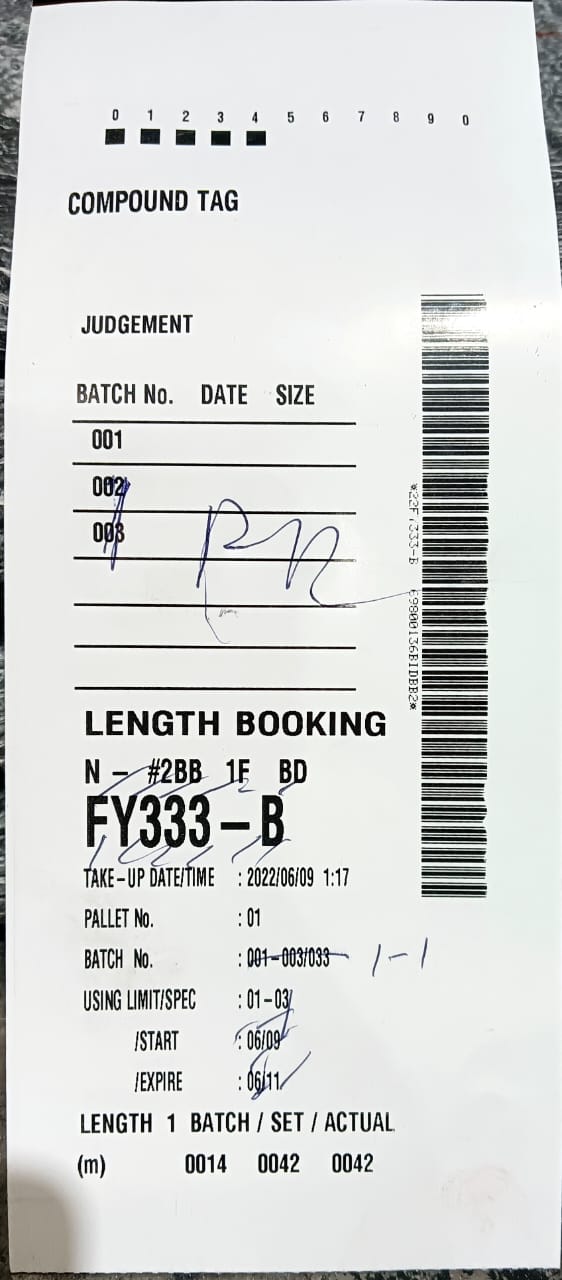 0 1 2 3 4 5 6 7 8 9 0
COMPOUND TAG
JUDGEMENT
BATCH No. DATE SIZE
001
002
003
LENGTH BOOKING
N - #2BB 1F BD
FY333-B
TAKE-UP DATE/TIME : 2022/06/09 1:17
PALLET No. : 01
BATCH No. : 001-003/033 1-1
USING LIMIT/SPEC : 01-03
/START : 06/09
/EXPIRE : 06/11
LENGTH 1 BATCH / SET / ACTUAL
(m) 0014 0042 0042